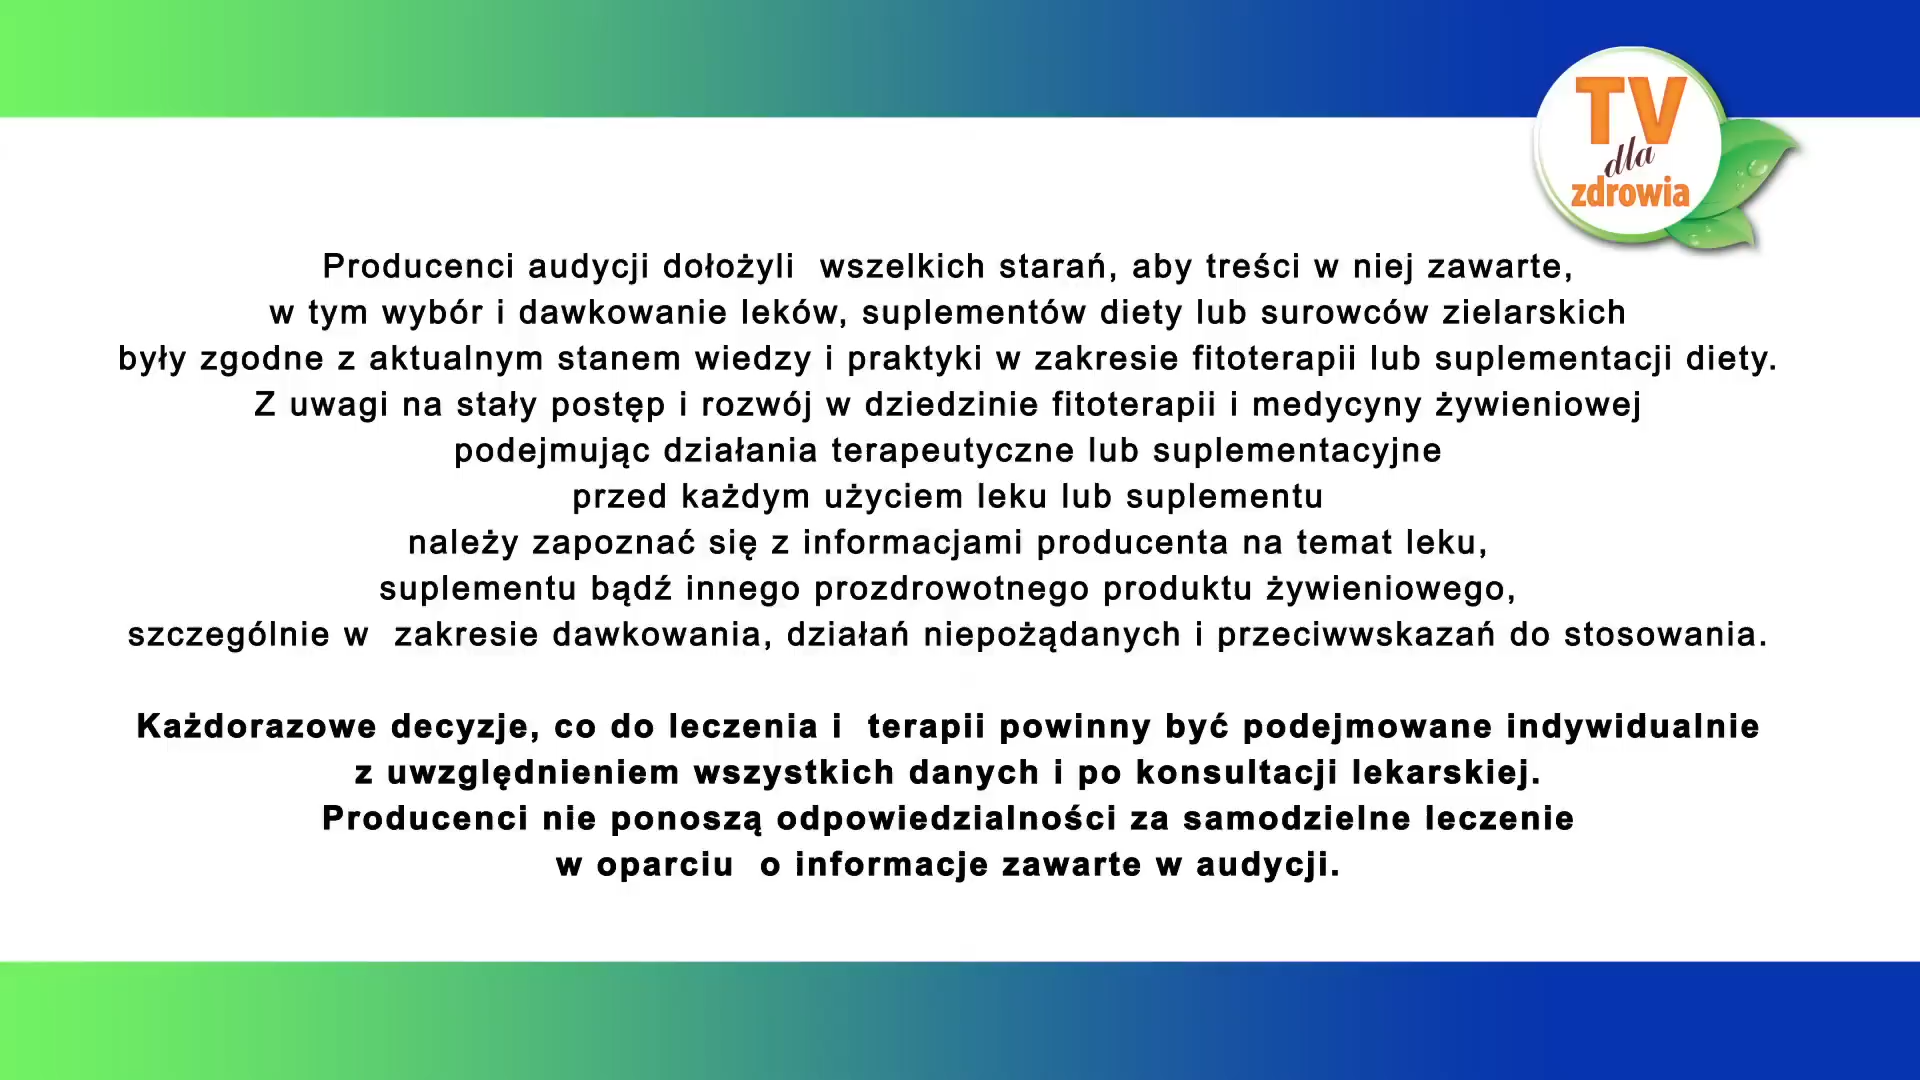 TV
dla
zdrowia
Producenci audycji dołożyli wszelkich starań, aby treści w niej zawarte,
w tym wybór i dawkowanie leków, suplementów diety lub surowców zielarskich
były zgodne z aktualnym stanem wiedzy i praktyki w zakresie fitoterapii lub suplementacji diety.
Z uwagi na stały postęp i rozwój w dziedzinie fitoterapii i medycyny żywieniowej
podejmując działania terapeutyczne lub suplementacyjne
przed każdym użyciem leku lub suplementu
należy zapoznać się z informacjami producenta na temat leku,
suplementu bądź innego prozdrowotnego produktu żywieniowego,
szczególnie w zakresie dawkowania, działań niepożądanych i przeciwwskazań do stosowania.
Każdorazowe decyzje, co do leczenia i terapii powinny być podejmowane indywidualnie
z uwzględnieniem wszystkich danych i po konsultacji lekarskiej.
Producenci nie ponoszą odpowiedzialności za samodzielne leczenie
w oparciu o informacje zawarte w audycji.